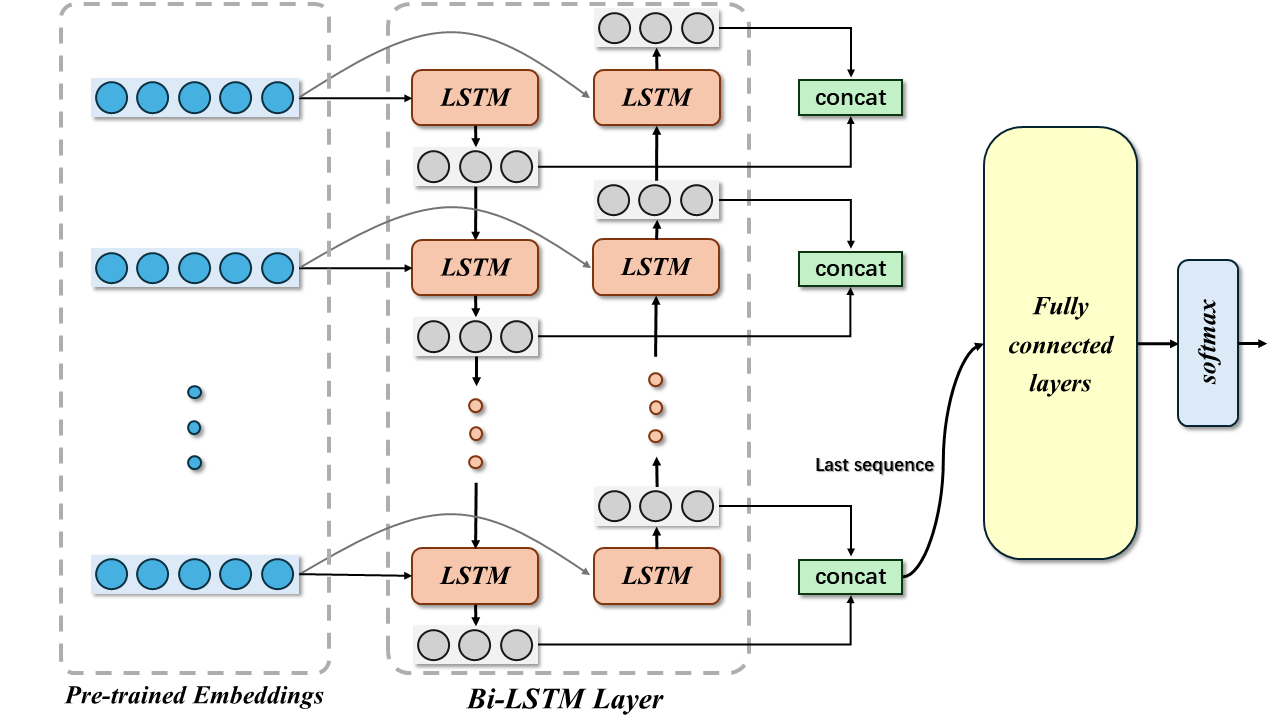 LSTM
LSTM
concat
LSTM
LSTM
concat
Fully
connected
layers
softmax
Last sequence
LSTM
LSTM
concat
Pre-trained Embeddings
Bi-LSTM Layer